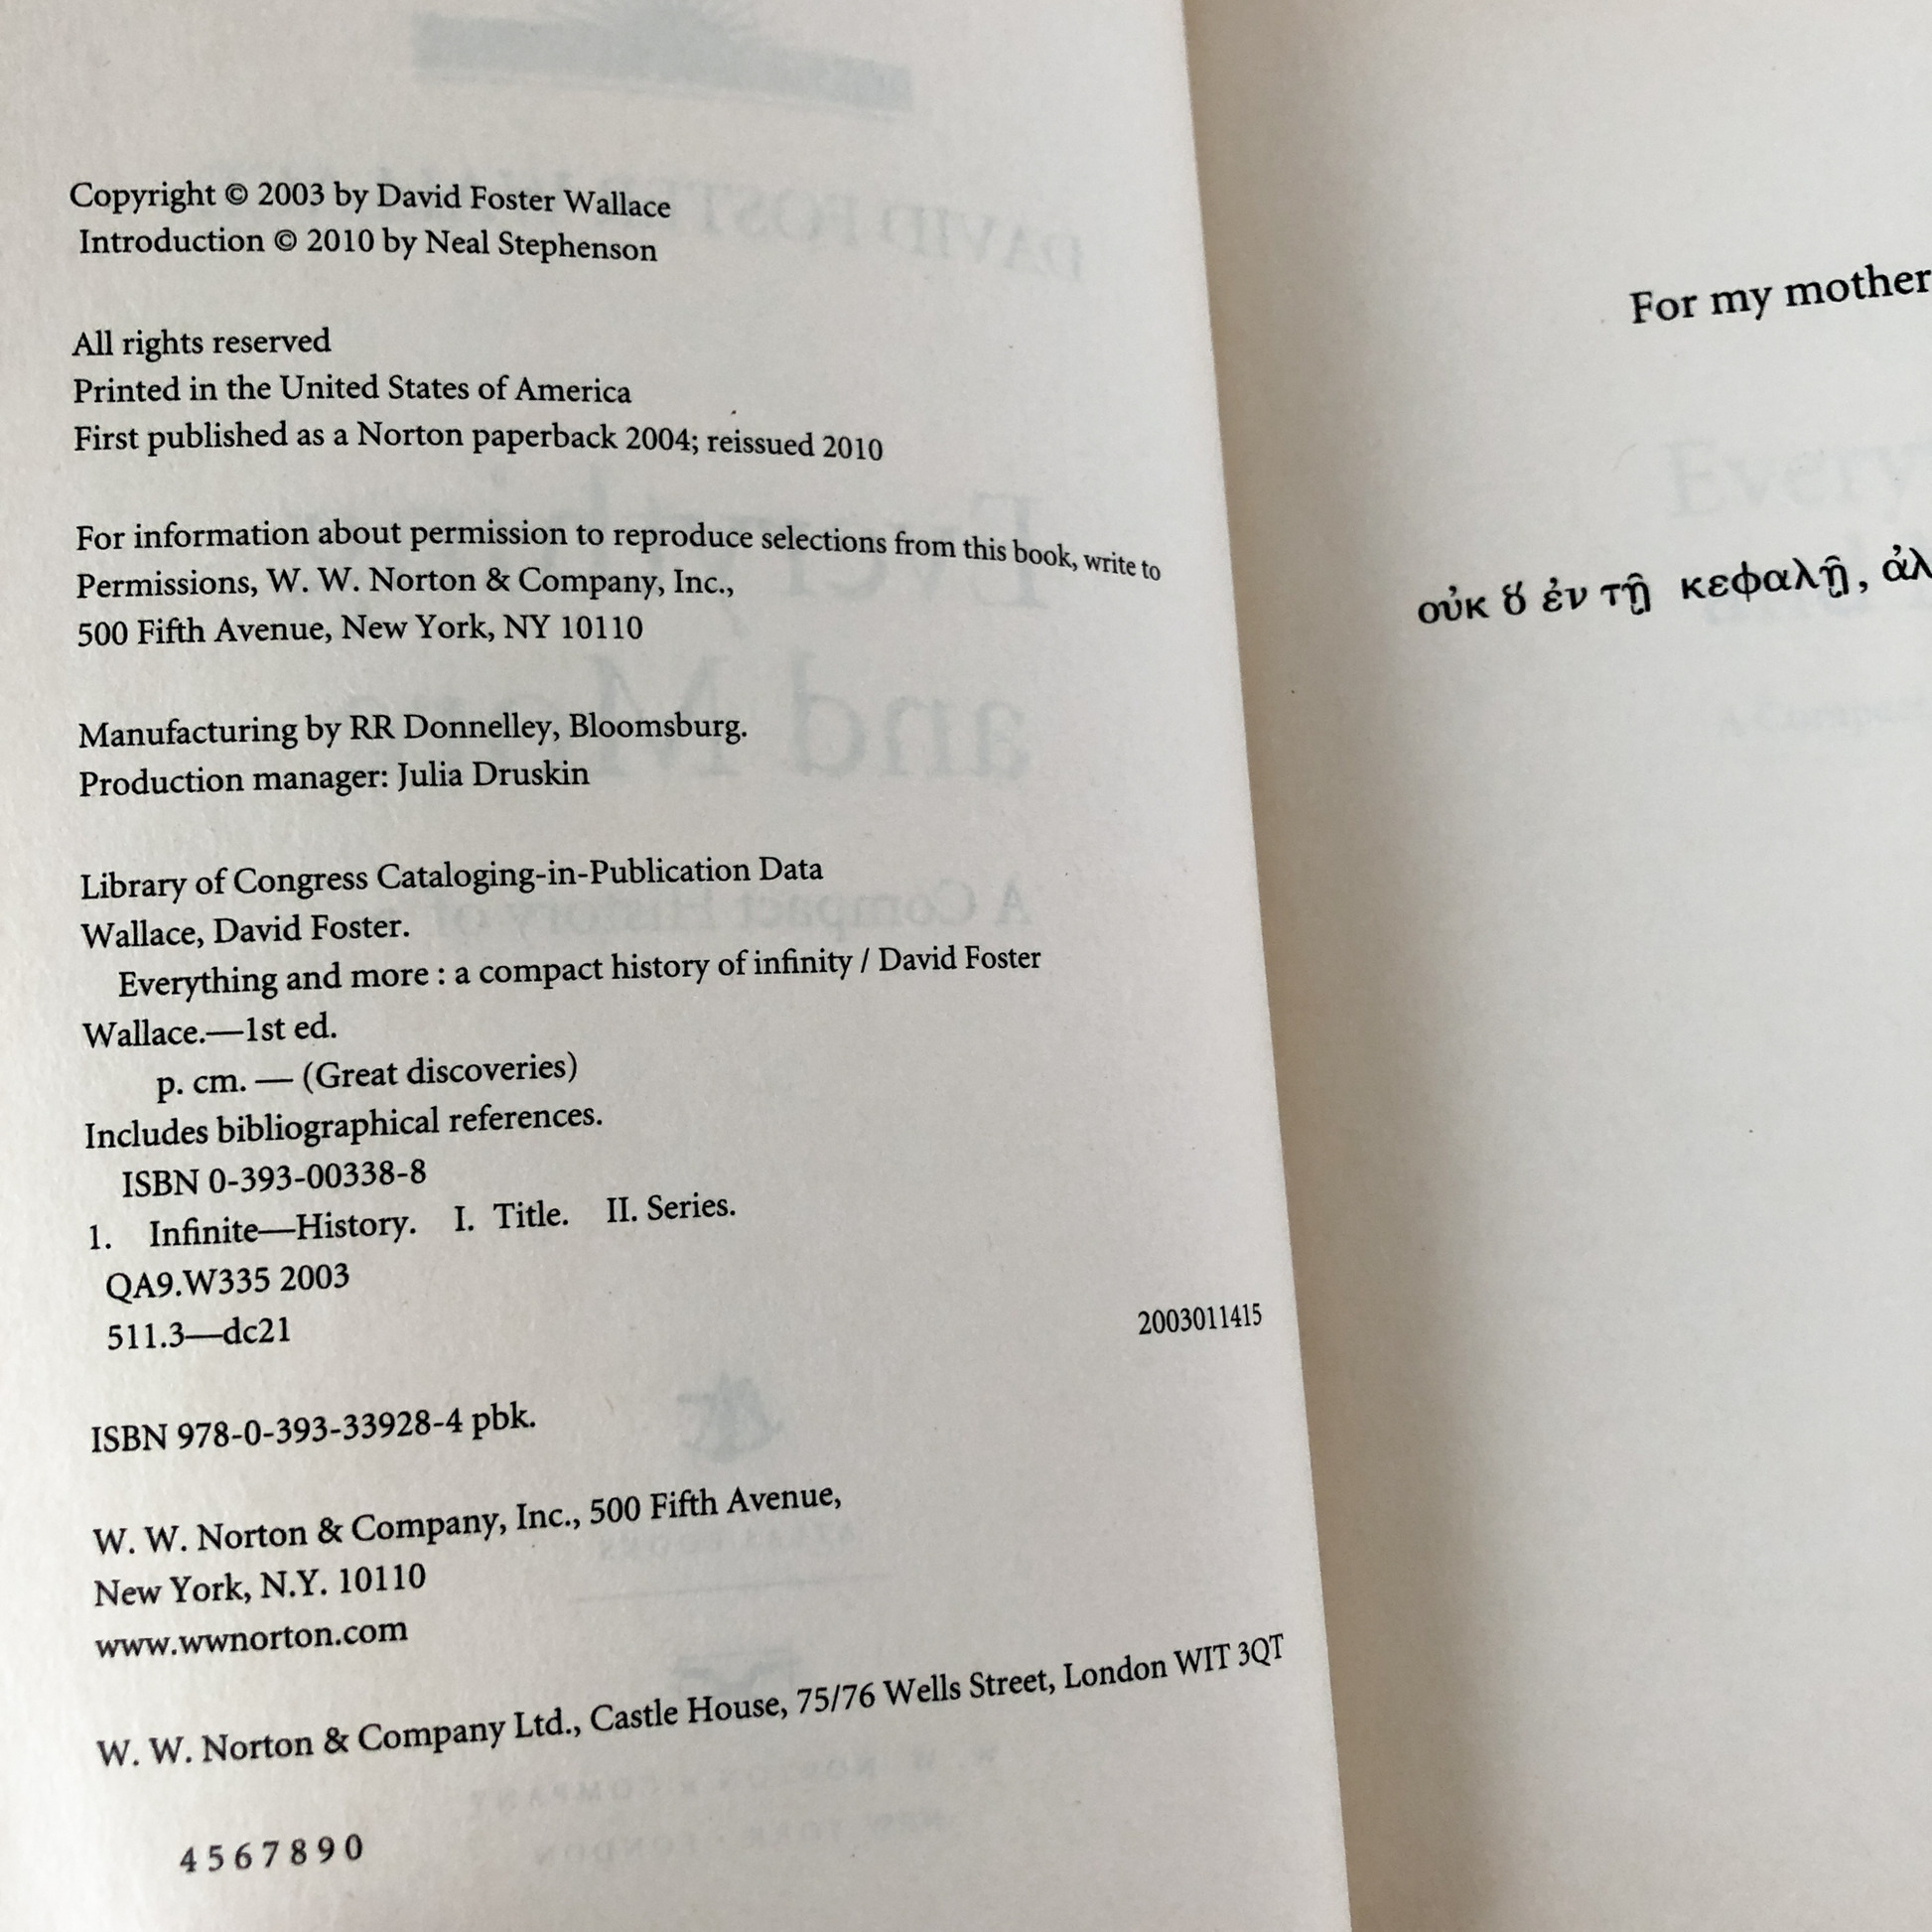 Copyright © 2003 by David Foster Wallace
Introduction © 2010 by Neal Stephenson
All rights reserved
Printed in the United States of America
First published as a Norton paperback 2004; reissued 2010
For information about permission to reproduce selections from this book, write to
Permissions, W. W. Norton & Company, Inc.,
500 Fifth Avenue, New York, NY 10110
Manufacturing by RR Donnelley, Bloomsburg.
Production manager: Julia Druskin
Library of Congress Cataloging-in-Publication Data
Wallace, David Foster.
Everything and more : a compact history of infinity / David Foster
Wallace.—1st ed.
p. cm. — (Great discoveries)
Includes bibliographical references.
ISBN 0-393-00338-8
1. Infinite—History. I. Title. II. Series.
QA9.W335 2003
511.3—dc21
2003011415
ISBN 978-0-393-33928-4 pbk.
W. W. Norton & Company, Inc., 500 Fifth Avenue,
New York, N.Y. 10110
www.wwnorton.com
W. W. Norton & Company Ltd., Castle House, 75/76 Wells Street, London WIT 3QT
4 5 6 7 8 9 0
For my mother
οὐκ ȣ̓ ἐν τῇ κεφαλῇ, ἀλ